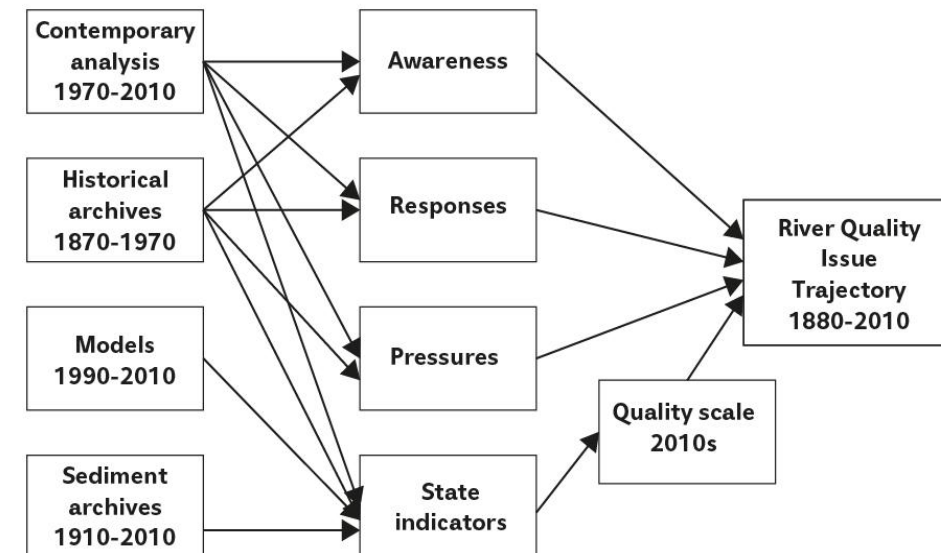 Contemporary
analysis
1970-2010
Awareness
Historical
archives
1870-1970
Responses
River Quality
Issue
Trajectory
1880-2010
Models
1990-2010
Pressures
Quality scale
2010s
Sediment
archives
1910-2010
State
indicators